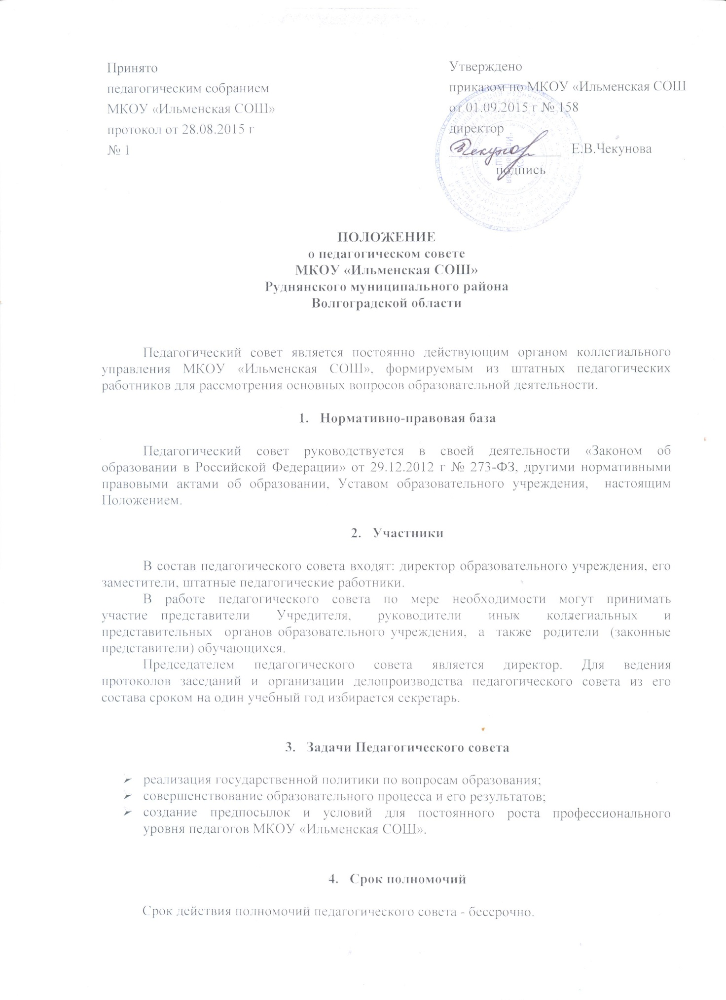 Принято
педагогическим собранием
МКОУ «Ильменская СОШ»
протокол от 28.08.2015 г
№ 1
Утверждено
приказом по МКОУ «Ильменская СОШ
от 01.09.2015 г № 158
директор
Е.В.Чекунова
подпись
ПОЛОЖЕНИЕ
о педагогическом совете
МКОУ «Ильменская СОШ»
Руднянского муниципального района
Волгоградской области
Педагогический совет является постоянно действующим органом коллегиального
управления МКОУ «Ильменская СОШ», формируемым из штатных педагогических
работников для рассмотрения основных вопросов образовательной деятельности.
1. Нормативно-правовая база
Педагогический совет руководствуется в своей деятельности «Законом об
образовании в Российской Федерации» от 29.12.2012 г № 273-ФЗ, другими нормативными
правовыми актами об образовании, Уставом образовательного учреждения, настоящим
Положением.
2. Участники
В состав педагогического совета входят: директор образовательного учреждения, его
заместители, штатные педагогические работники.
В работе педагогического совета по мере необходимости могут принимать
участие представители Учредителя, руководители иных коллегиальных и
представительных органов образовательного учреждения, а также родители (законные
представители) обучающихся.
Председателем педагогического совета является директор. Для ведения
протоколов заседаний и организации делопроизводства педагогического совета из его
состава сроком на один учебный год избирается секретарь.
3. Задачи Педагогического совета
реализация государственной политики по вопросам образования;
совершенствование образовательного процесса и его результатов;
создание предпосылок и условий для постоянного роста профессионального
уровня педагогов МКОУ «Ильменская СОШ».
4. Срок полномочий
Срок действия полномочий педагогического совета - бессрочно.